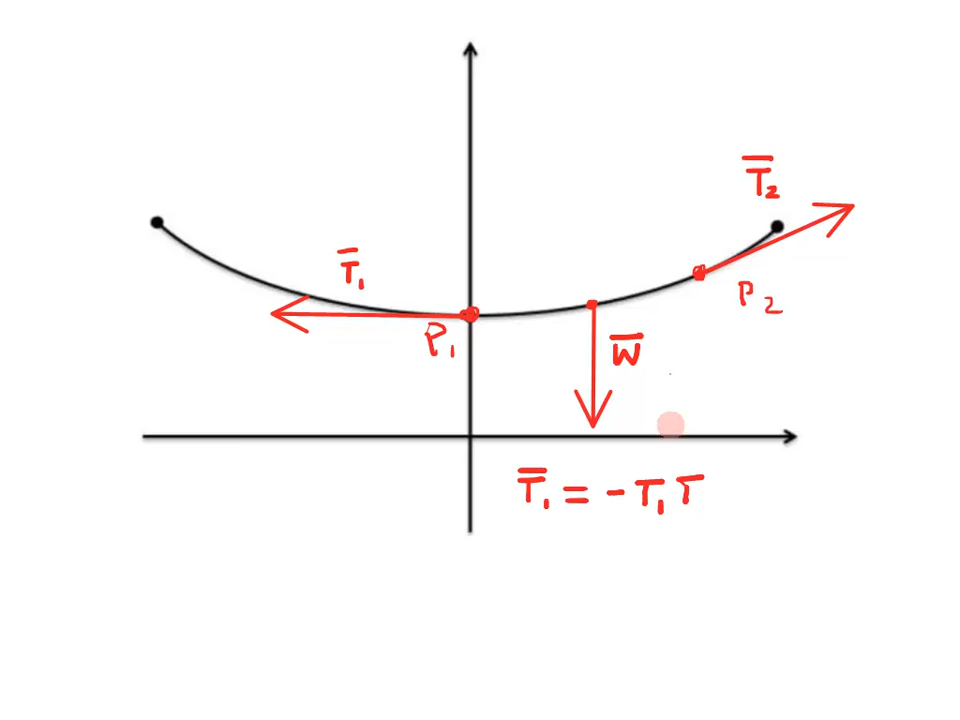 T̅₂
T̅₁
P₂
P₁
W̅
T̅₁ = - T₁ T